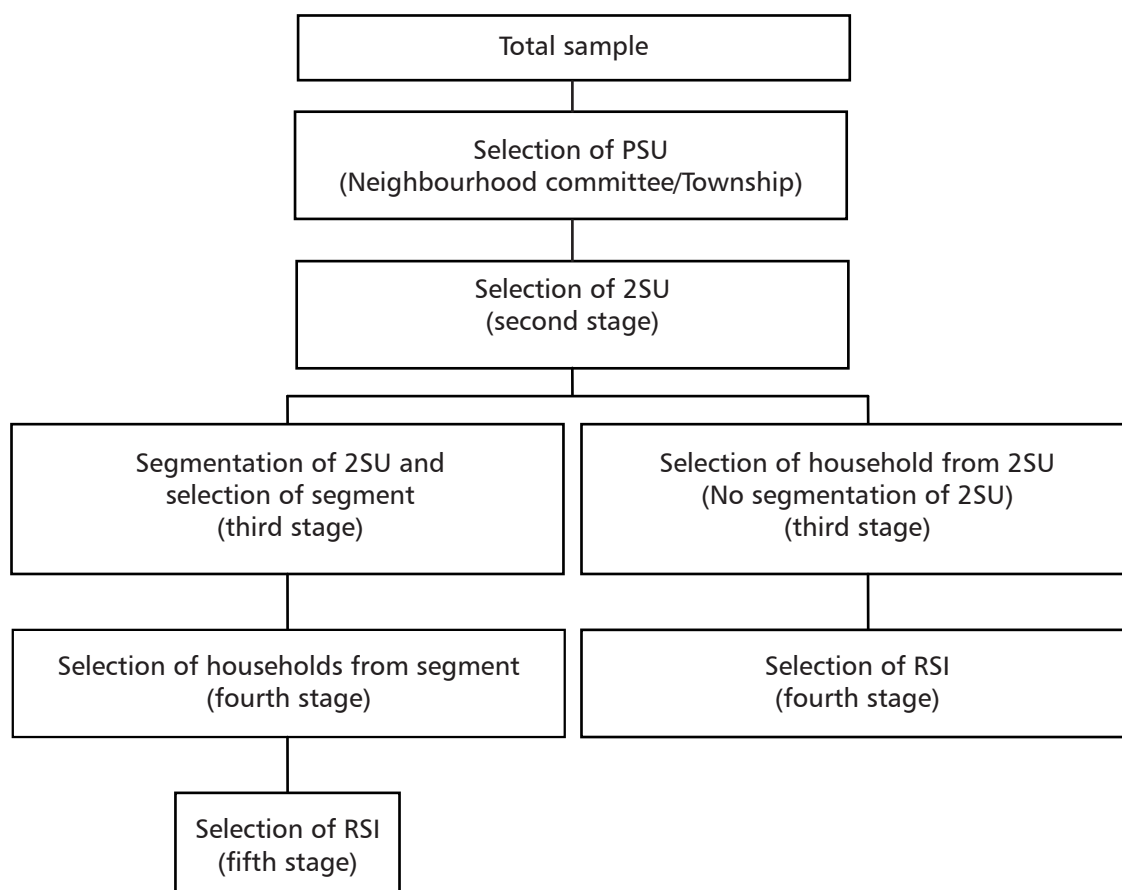 Total sample
Selection of PSU
(Neighbourhood committee/Township)
Selection of 2SU
(second stage)
Segmentation of 2SU and
selection of segment
(third stage)
Selection of household from 2SU
(No segmentation of 2SU)
(third stage)
Selection of households from segment
(fourth stage)
Selection of RSI
(fourth stage)
Selection of RSI
(fifth stage)